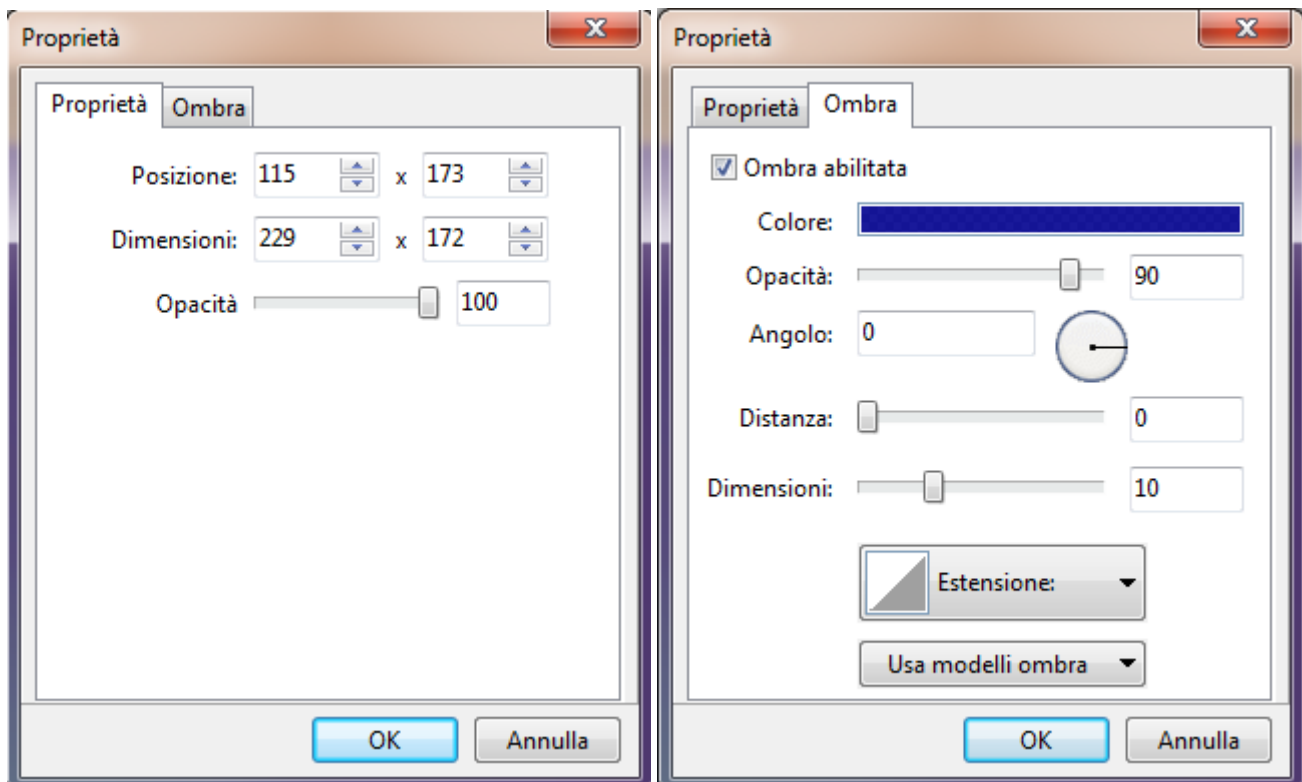 Proprietà
Proprietà Ombra
Posizione: 115 x 173
Dimensioni: 229 x 172
Opacità 100
OK Annulla
Proprietà
Proprietà Ombra
Ombra abilitata
Colore:
Opacità: 90
Angolo: 0
Distanza: 0
Dimensioni: 10
Estensione:
Usa modelli ombra
OK Annulla